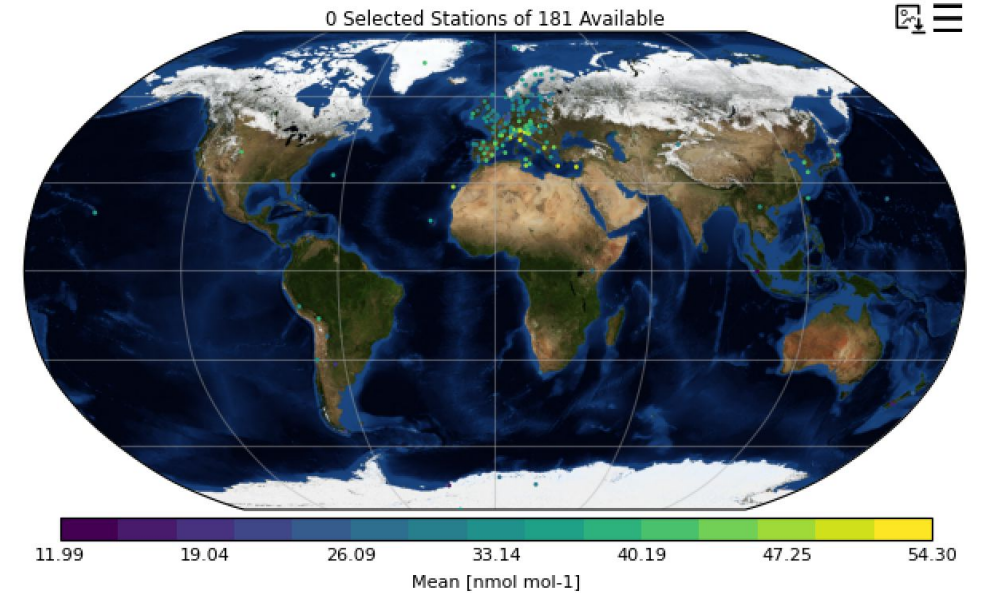 0 Selected Stations of 181 Available
11.99 19.04 26.09 33.14 40.19 47.25 54.30
Mean [nmol mol-1]